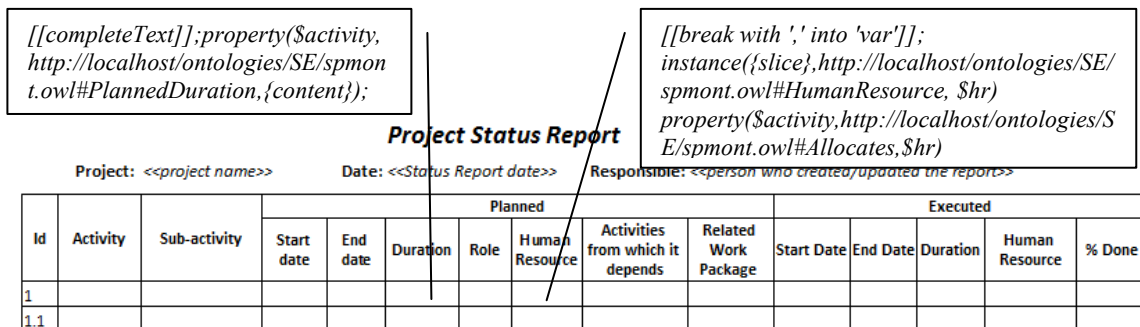 [[completeText]];property($activity,
http://localhost/ontologies/SE/spmon
t.owl#PlannedDuration,{content});
[[break with ',' into 'var']];
instance({slice},http://localhost/ontologies/SE/
spmont.owl#HumanResource, $hr)
property($activity,http://localhost/ontologies/S
E/spmont.owl#Allocates,$hr)
Project Status Report
Project: <<project name>> Date: <<Status Report date>> Responsible: <<person who created/updated the report>>
Planned Executed
Id Activity Sub-activity Start date End date Duration Role Human Resource Activities from which it depends Related Work Package Start Date End Date Duration Human Resource % Done
1
1.1